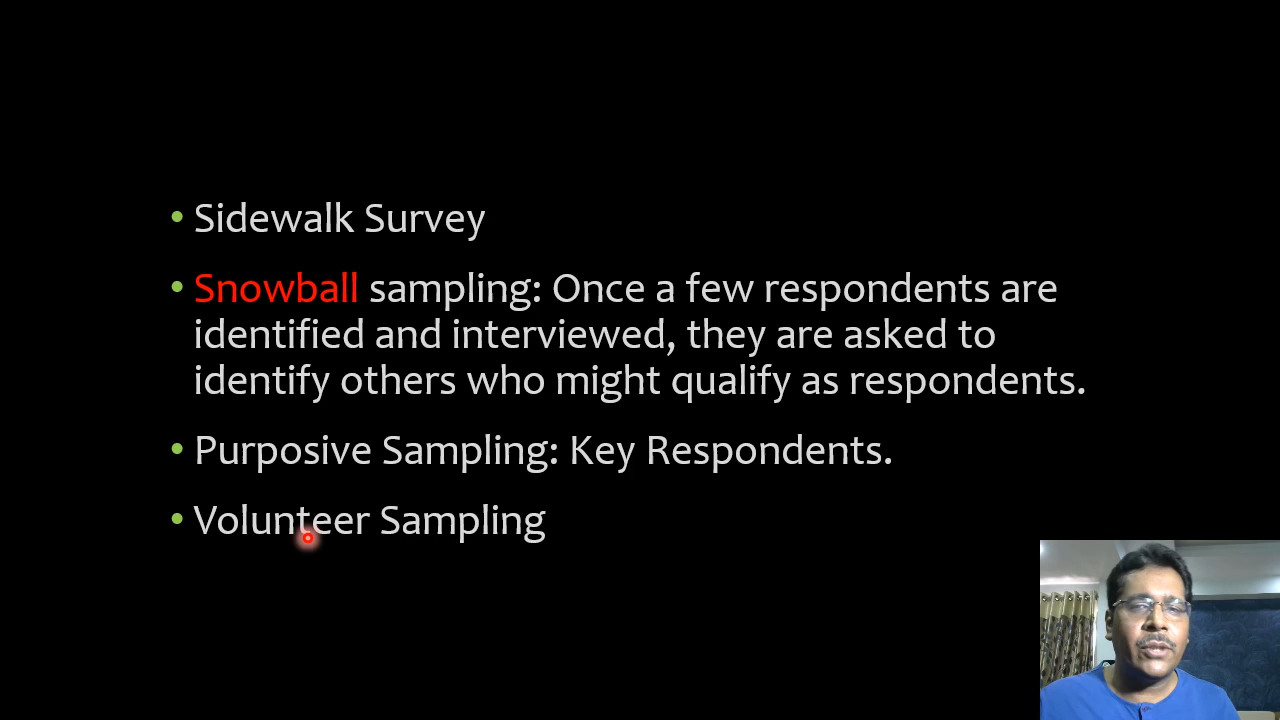 • Sidewalk Survey
• Snowball sampling: Once a few respondents are
identified and interviewed, they are asked to
identify others who might qualify as respondents.
• Purposive Sampling: Key Respondents.
• Volunteer Sampling